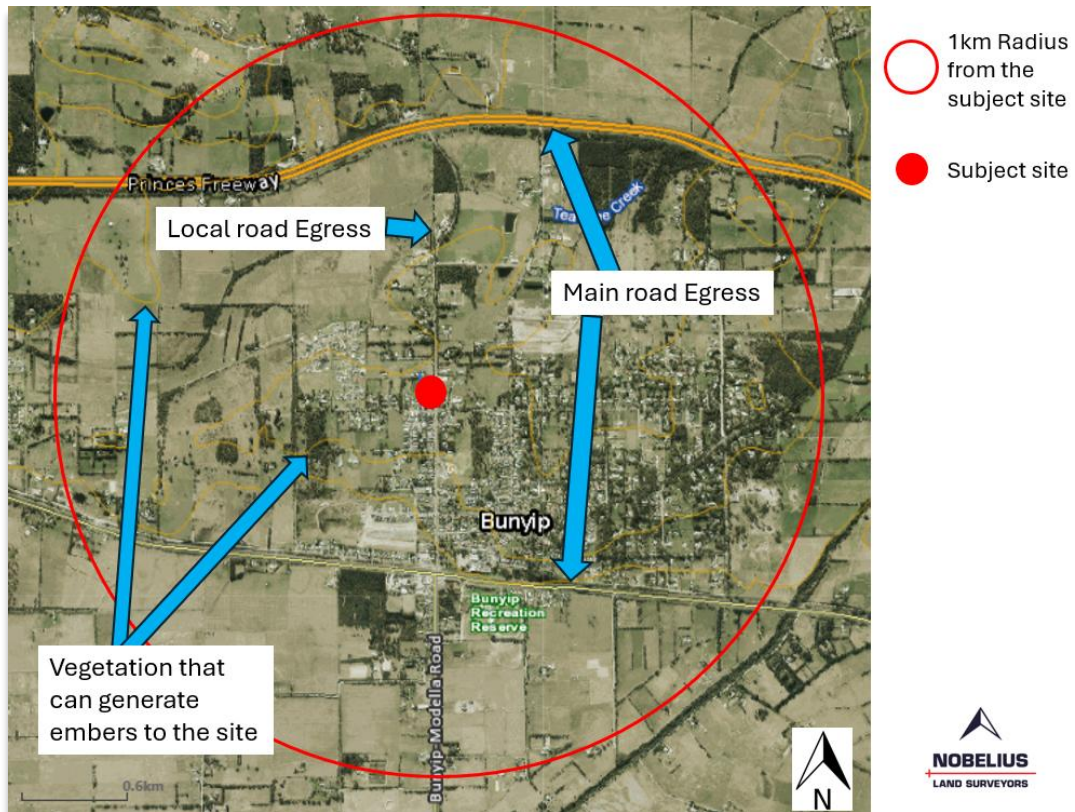 1km Radius
from the
subject site
Subject site
Princes Freeway
Local road Egress
Main road Egress
Creek
Bunyip
Bunyip
Recreation
Reserve
Bunyip-Modella Road
Vegetation that
can generate
embers to the site
0.6km
N
NOBELIUS
LAND SURVEYORS